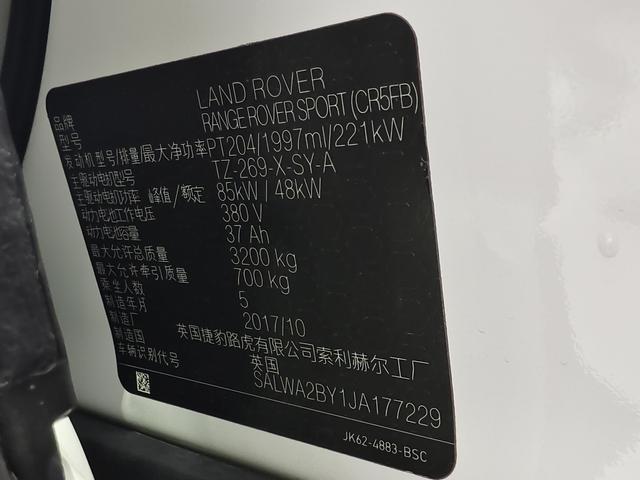 品牌 LAND ROVER
型号 RANGE ROVER SPORT (CR5FB)
发动机型号/排量/最大净功率 PT204/1997ml/221kW
主驱动电机型号 TZ-269-X-SY-A
主驱动电机功率 峰值/额定 85kW / 48kW
动力电池工作电压 380 V
动力电池容量 37 Ah
最大允许总质量 3200 kg
最大允许牵引质量 700 kg
乘坐人数 5
制造年月 2017/10
制造厂 英国捷豹路虎有限公司索利赫尔工厂
制造国 英国
车辆识别代号 SALWA2BY1JA177229
JK62-4883-BSC